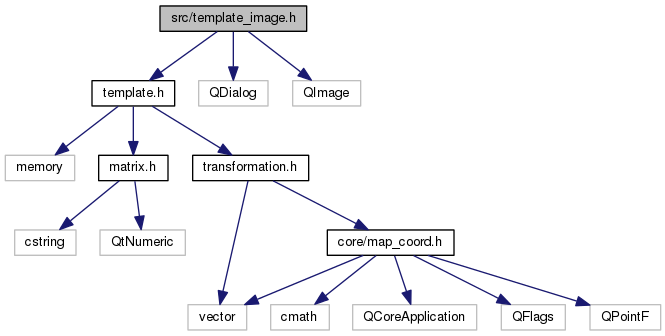 src/template_image.h
template.h
QDialog
QImage
memory
matrix.h
transformation.h
cstring
QtNumeric
core/map_coord.h
vector
cmath
QCoreApplication
QFlags
QPointF